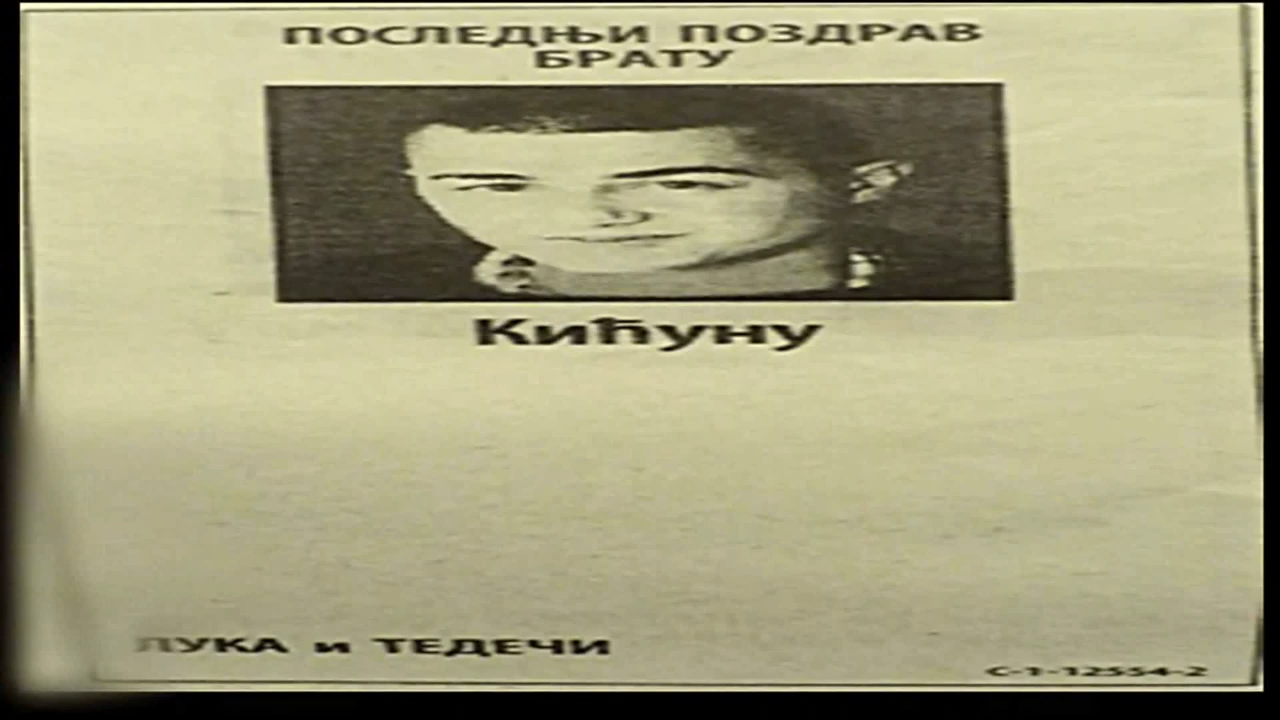 ПОСЛЕДЊИ ПОЗДРАВ
БРАТУ
Кићуну
ЛУКА и ТЕДЕЧИ
С-1-12554-2